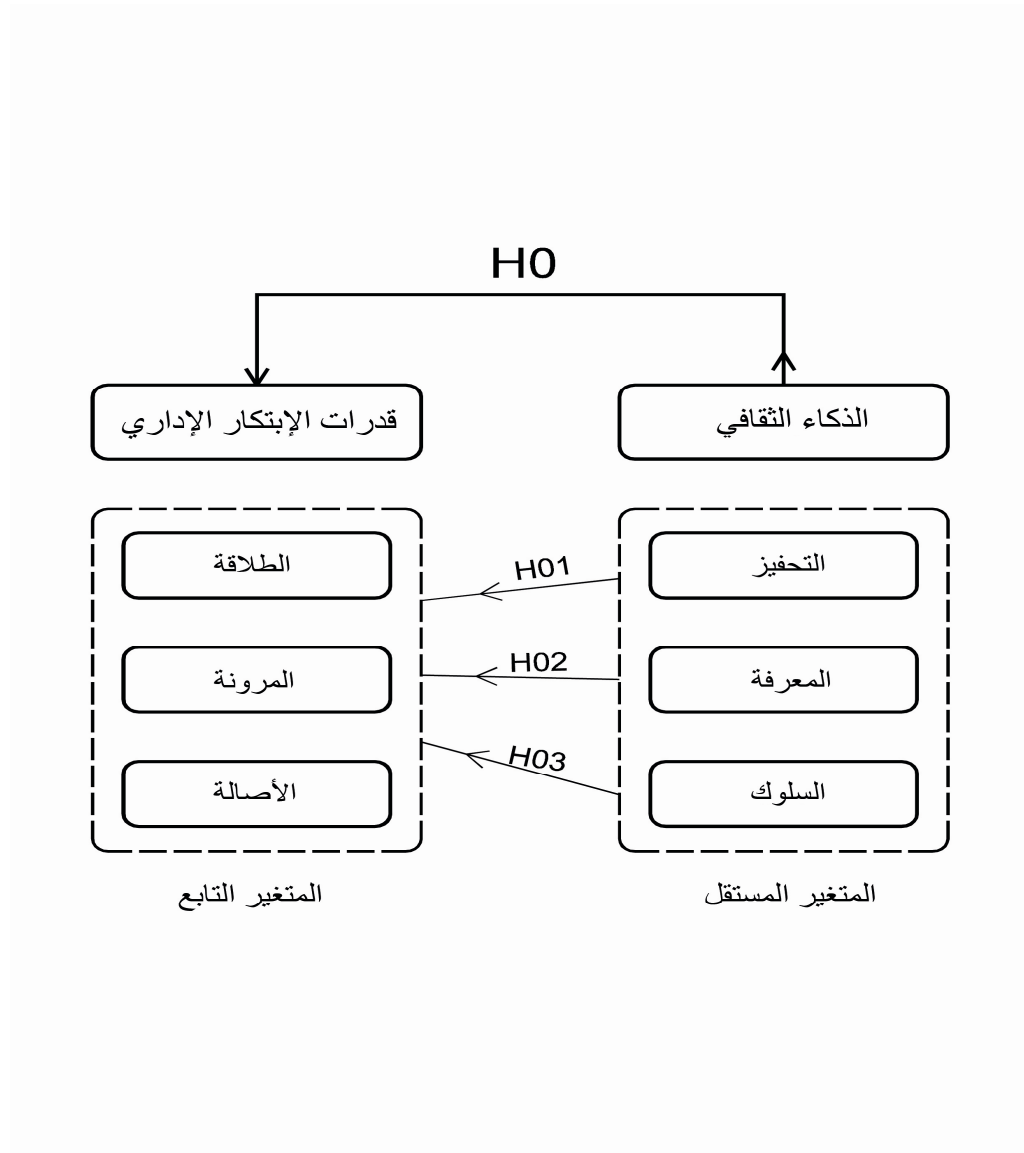 H0
الذكاء الثقافي
قدرات الإبتكار الإداري
التحفيز
H01
الطلاقة
المعرفة
H02
المرونة
السلوك
H03
الأصالة
المتغير المستقل
المتغير التابع